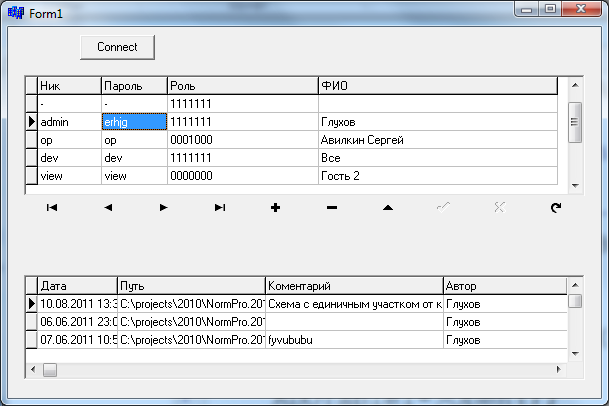 Form1
Connect
Ник Пароль Роль ФИО
- - 1111111
admin erhjg 1111111 Глухов
op op 0001000 Авилкин Сергей
dev dev 1111111 Все
view view 0000000 Гость 2
Дата Путь Коментарий Автор
10.08.2011 13:3 C:\projects\2010\NormPro.201 Схема с единичным участком от к Глухов
06.06.2011 23:0 C:\projects\2010\NormPro.201 Глухов
07.06.2011 10:5 C:\projects\2010\NormPro.201 fyvububu Глухов